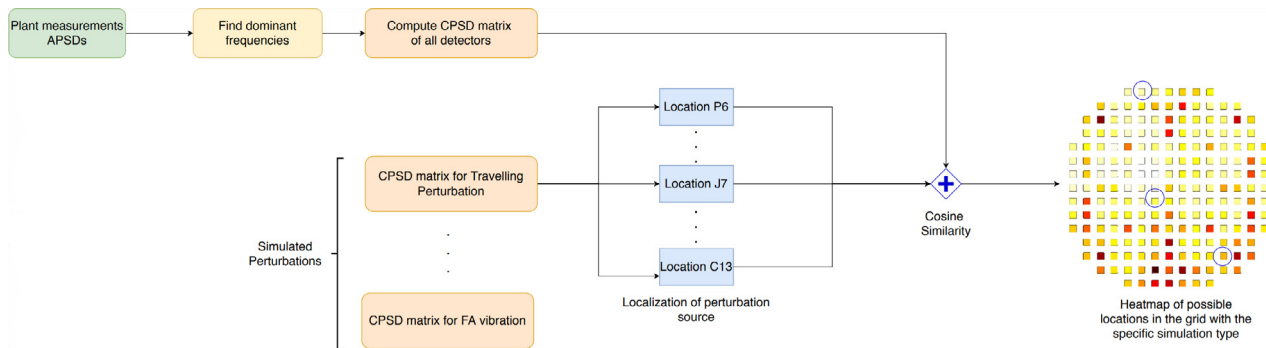 Plant measurements
APSDs
Find dominant
frequencies
Compute CPSD matrix
of all detectors
Location P6
CPSD matrix for Travelling
Perturbation
Location J7
Cosine
Similarity
Simulated
Perturbations
Location C13
CPSD matrix for FA vibration
Localization of perturbation
source
Heatmap of possible
locations in the grid with the
specific simulation type